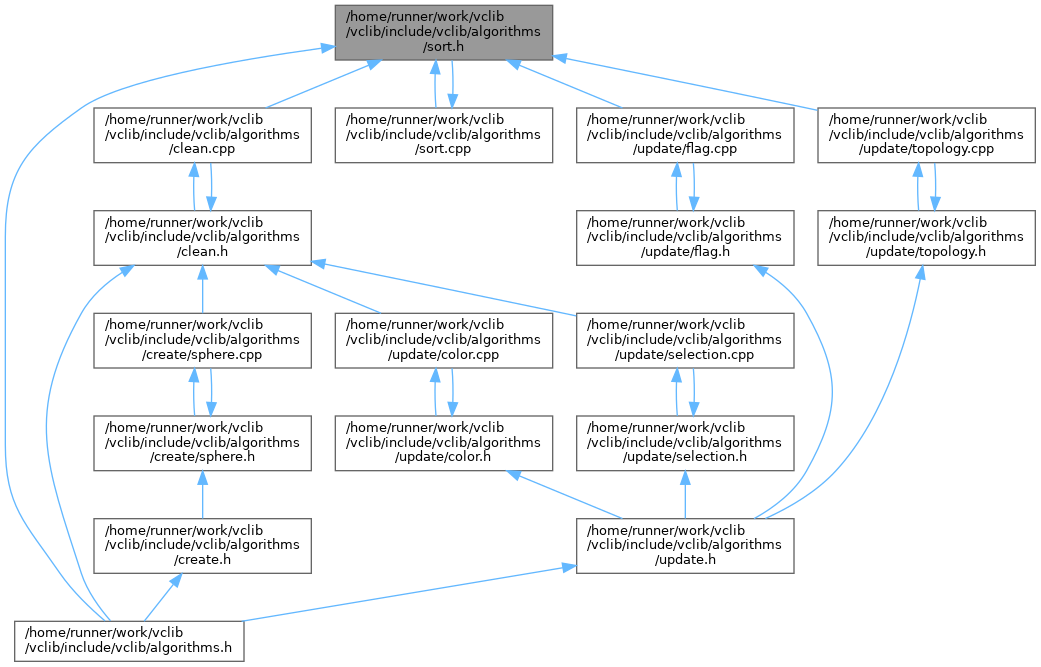 /home/runner/work/vclib
/vclib/include/vclib/algorithms
/sort.h
/home/runner/work/vclib
/vclib/include/vclib/algorithms
/clean.cpp
/home/runner/work/vclib
/vclib/include/vclib/algorithms
/sort.cpp
/home/runner/work/vclib
/vclib/include/vclib/algorithms
/update/flag.cpp
/home/runner/work/vclib
/vclib/include/vclib/algorithms
/update/topology.cpp
/home/runner/work/vclib
/vclib/include/vclib/algorithms
/clean.h
/home/runner/work/vclib
/vclib/include/vclib/algorithms
/update/flag.h
/home/runner/work/vclib
/vclib/include/vclib/algorithms
/update/topology.h
/home/runner/work/vclib
/vclib/include/vclib/algorithms
/create/sphere.cpp
/home/runner/work/vclib
/vclib/include/vclib/algorithms
/update/color.cpp
/home/runner/work/vclib
/vclib/include/vclib/algorithms
/update/selection.cpp
/home/runner/work/vclib
/vclib/include/vclib/algorithms
/create/sphere.h
/home/runner/work/vclib
/vclib/include/vclib/algorithms
/update/color.h
/home/runner/work/vclib
/vclib/include/vclib/algorithms
/update/selection.h
/home/runner/work/vclib
/vclib/include/vclib/algorithms
/create.h
/home/runner/work/vclib
/vclib/include/vclib/algorithms
/update.h
/home/runner/work/vclib
/vclib/include/vclib/algorithms.h